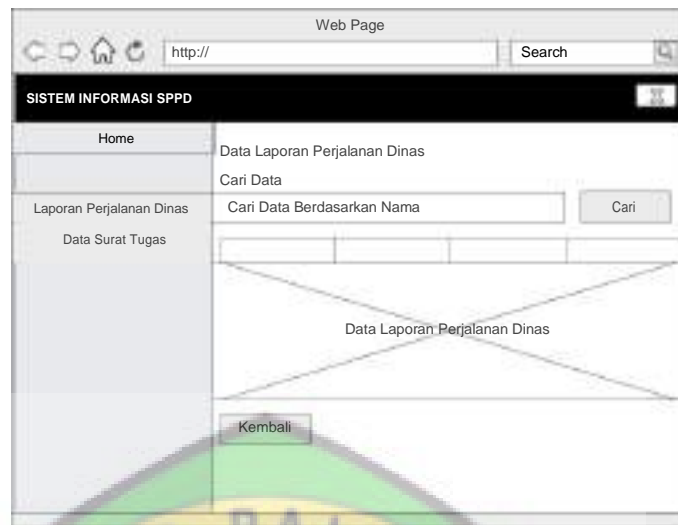 Web Page
http://
Search
SISTEM INFORMASI SPPD
Home
Data Laporan Perjalanan Dinas
Cari Data
Laporan Perjalanan Dinas
Cari Data Berdasarkan Nama
Cari
Data Surat Tugas
Data Laporan Perjalanan Dinas
Kembali